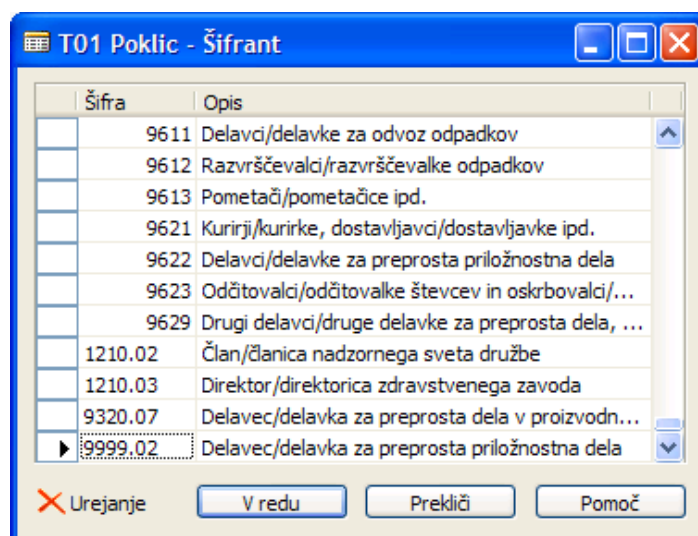 T01 Poklic - Šifrant
Šifra Opis
9611 Delavci/delavke za odvoz odpadkov
9612 Razvrščevalci/razvrščevalke odpadkov
9613 Pometači/pometačice ipd.
9621 Kurirji/kurirke, dostavljavci/dostavljavke ipd.
9622 Delavci/delavke za preprosta priložnostna dela
9623 Odčitovalci/odčitovalke števcev in oskrbovalci/...
9629 Drugi delavci/druge delavke za preprosta dela, ...
1210.02 Član/članica nadzornega sveta družbe
1210.03 Direktor/direktorica zdravstvenega zavoda
9320.07 Delavec/delavka za preprosta dela v proizvodn...
9999.02 Delavec/delavka za preprosta priložnostna dela
Urejanje V redu Prekliči Pomoč